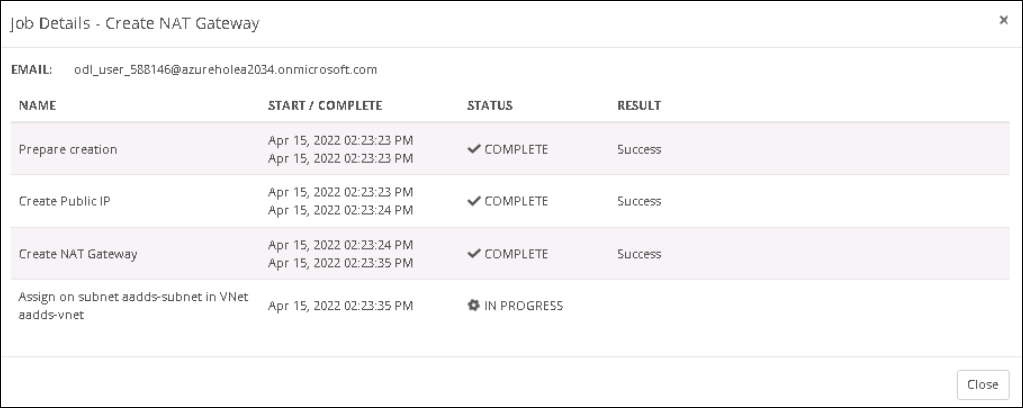 Job Details - Create NAT Gateway
×
EMAIL: odl_user_588146@azureholea2034.onmicrosoft.com
NAME START / COMPLETE STATUS RESULT
Prepare creation Apr 15, 2022 02:23:23 PM COMPLETE Success
Apr 15, 2022 02:23:23 PM
Create Public IP Apr 15, 2022 02:23:23 PM COMPLETE Success
Apr 15, 2022 02:23:24 PM
Create NAT Gateway Apr 15, 2022 02:23:24 PM COMPLETE Success
Apr 15, 2022 02:23:35 PM
Assign on subnet aadds-subnet in VNet Apr 15, 2022 02:23:35 PM IN PROGRESS
aadds-vnet
Close